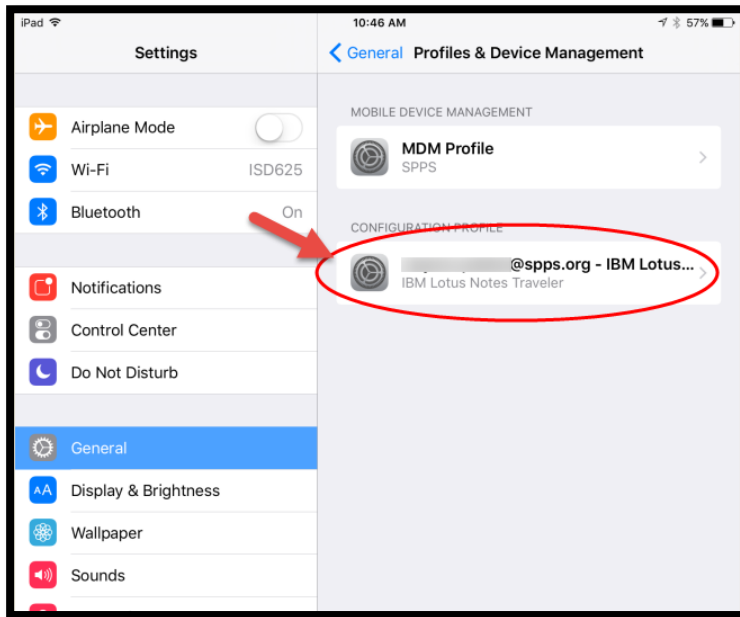 iPad
10:46 AM
57%
Settings
General
Profiles & Device Management
Airplane Mode
Wi-Fi
ISD625
Bluetooth
On
Notifications
Control Center
Do Not Disturb
General
AA
Display & Brightness
Wallpaper
Sounds
MOBILE DEVICE MANAGEMENT
MDM Profile
SPPS
CONFIGURATION PROFILE
@spps.org - IBM Lotus...
IBM Lotus Notes Traveler